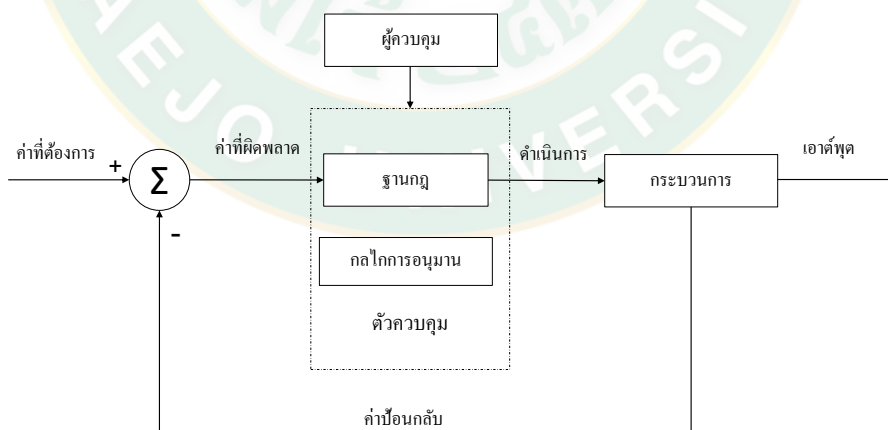 ผู้ควบคุม
ค่าที่ต้องการ
+
Σ
-
ค่าที่ผิดพลาด
ฐานกฎ
ดำเนินการ
กระบวนการ
เอาต์พุต
กลไกการอนุมาน
ตัวควบคุม
ค่าป้อนกลับ
AEJO UNIVERSI